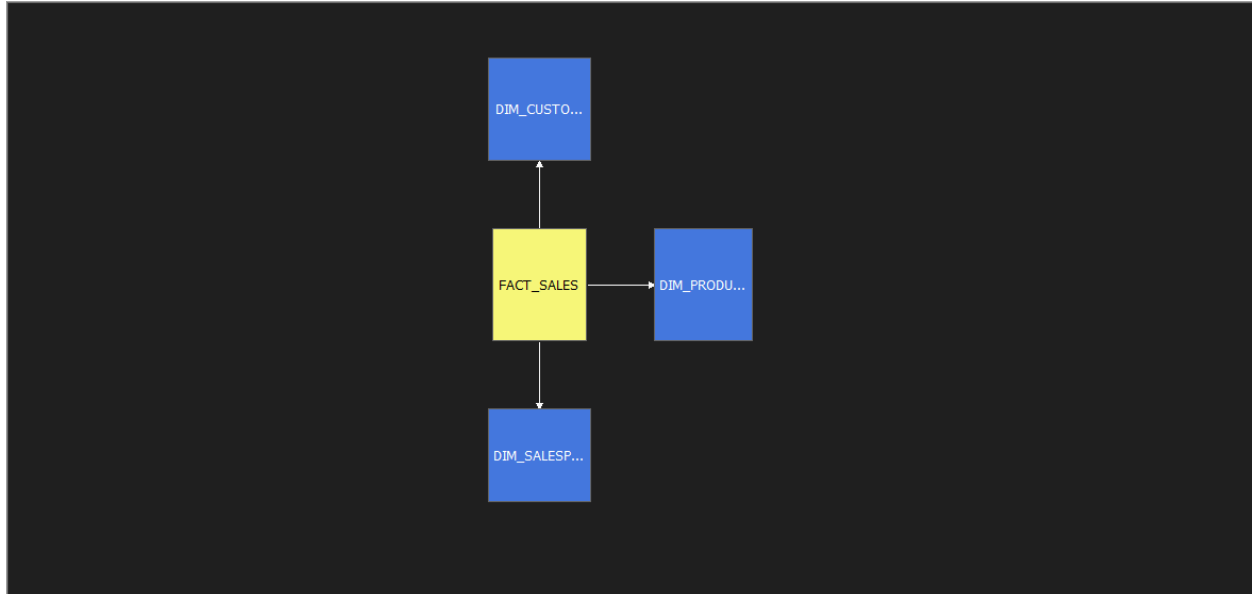 DIM_CUSTO...
FACT_SALES
DIM_PRODU...
DIM_SALESP...